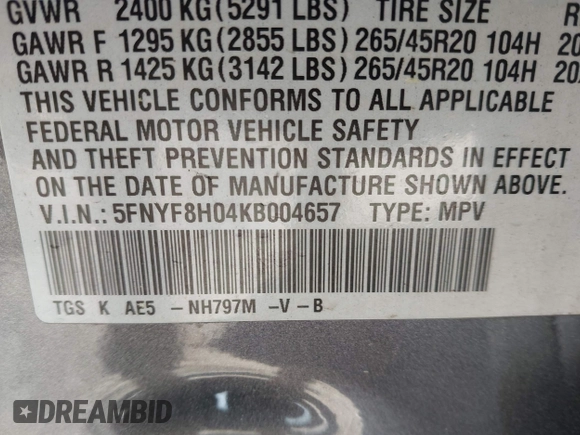 GVWR 2400 KG (5291 LBS) TIRE SIZE R
GAWR F 1295 KG (2855 LBS) 265/45R20 104H 20
GAWR R 1425 KG (3142 LBS) 265/45R20 104H 20
THIS VEHICLE CONFORMS TO ALL APPLICABLE
FEDERAL MOTOR VEHICLE SAFETY
AND THEFT PREVENTION STANDARDS IN EFFECT
ON THE DATE OF MANUFACTURE SHOWN ABOVE.
V.I.N.: 5FNYF8H04KB004657 TYPE: MPV
TGS K AE5 –NH797M –V –B
DREAMBID